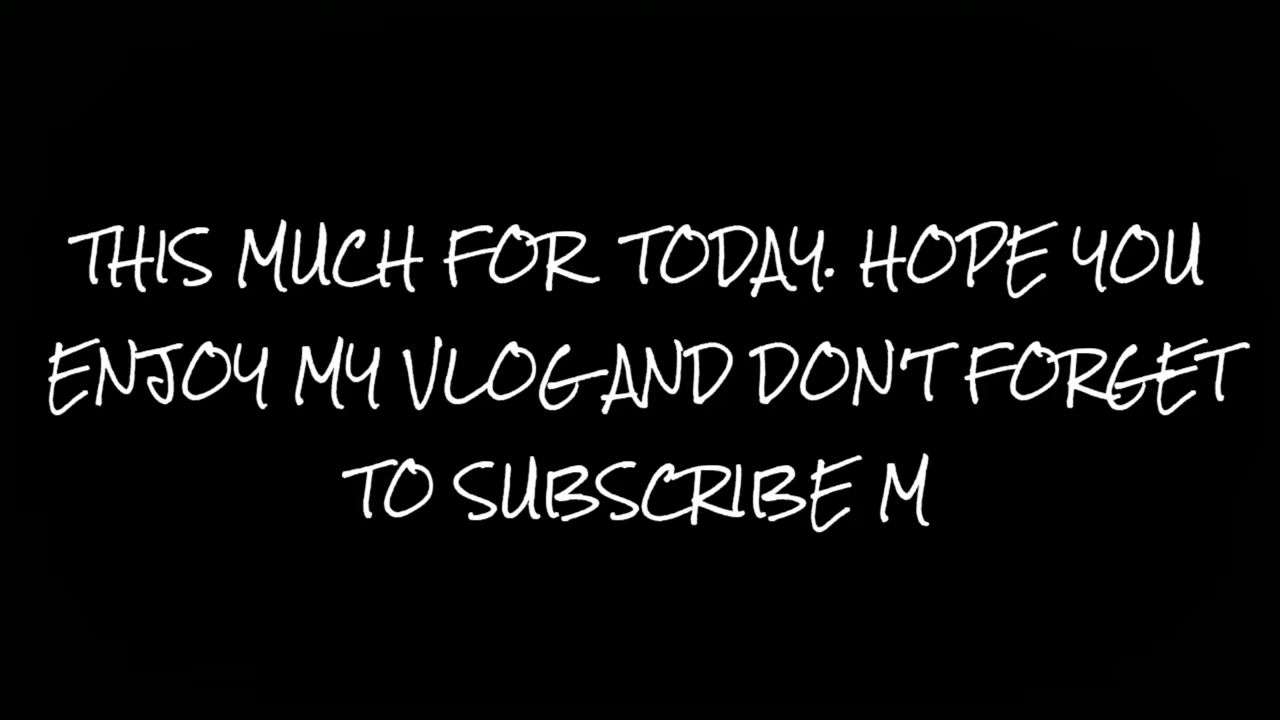 THIS MUCH FOR TODAY. HOPE YOU
ENJOY MY VLOG AND DON'T FORGET
TO SUBSCRIBE M